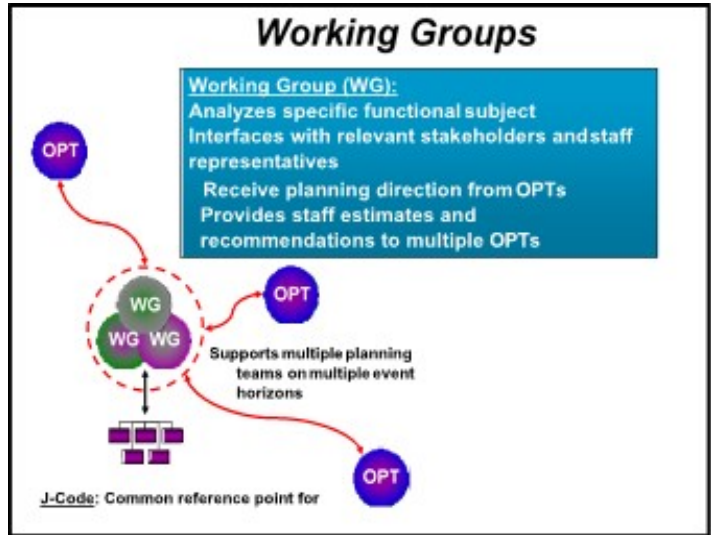 Working Groups
Working Group (WG):
Analyzes specific functional subject
Interfaces with relevant stakeholders and staff
representatives
Receive planning direction from OPTs
Provides staff estimates and
recommendations to multiple OPTs
OPT
OPT
WG
WG WG
Supports multiple planning
teams on multiple event
horizons
OPT
J-Code: Common reference point for